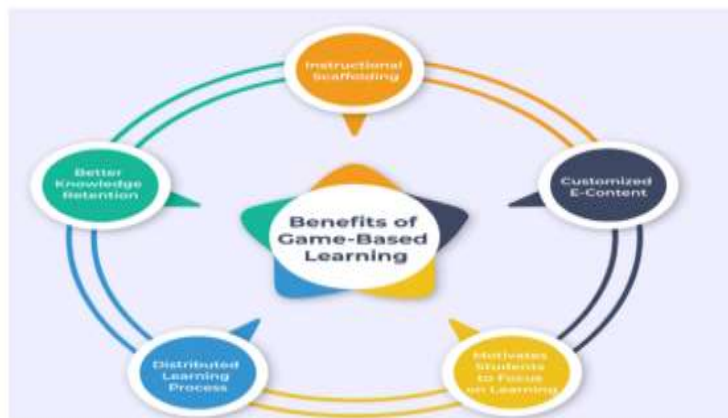 Instructional
Scaffolding
Better
Knowledge
Retention
Customized
E-Content
Benefits of
Game-Based
Learning
Distributed
Learning
Process
Motivates
Students
to Focus
on Learning